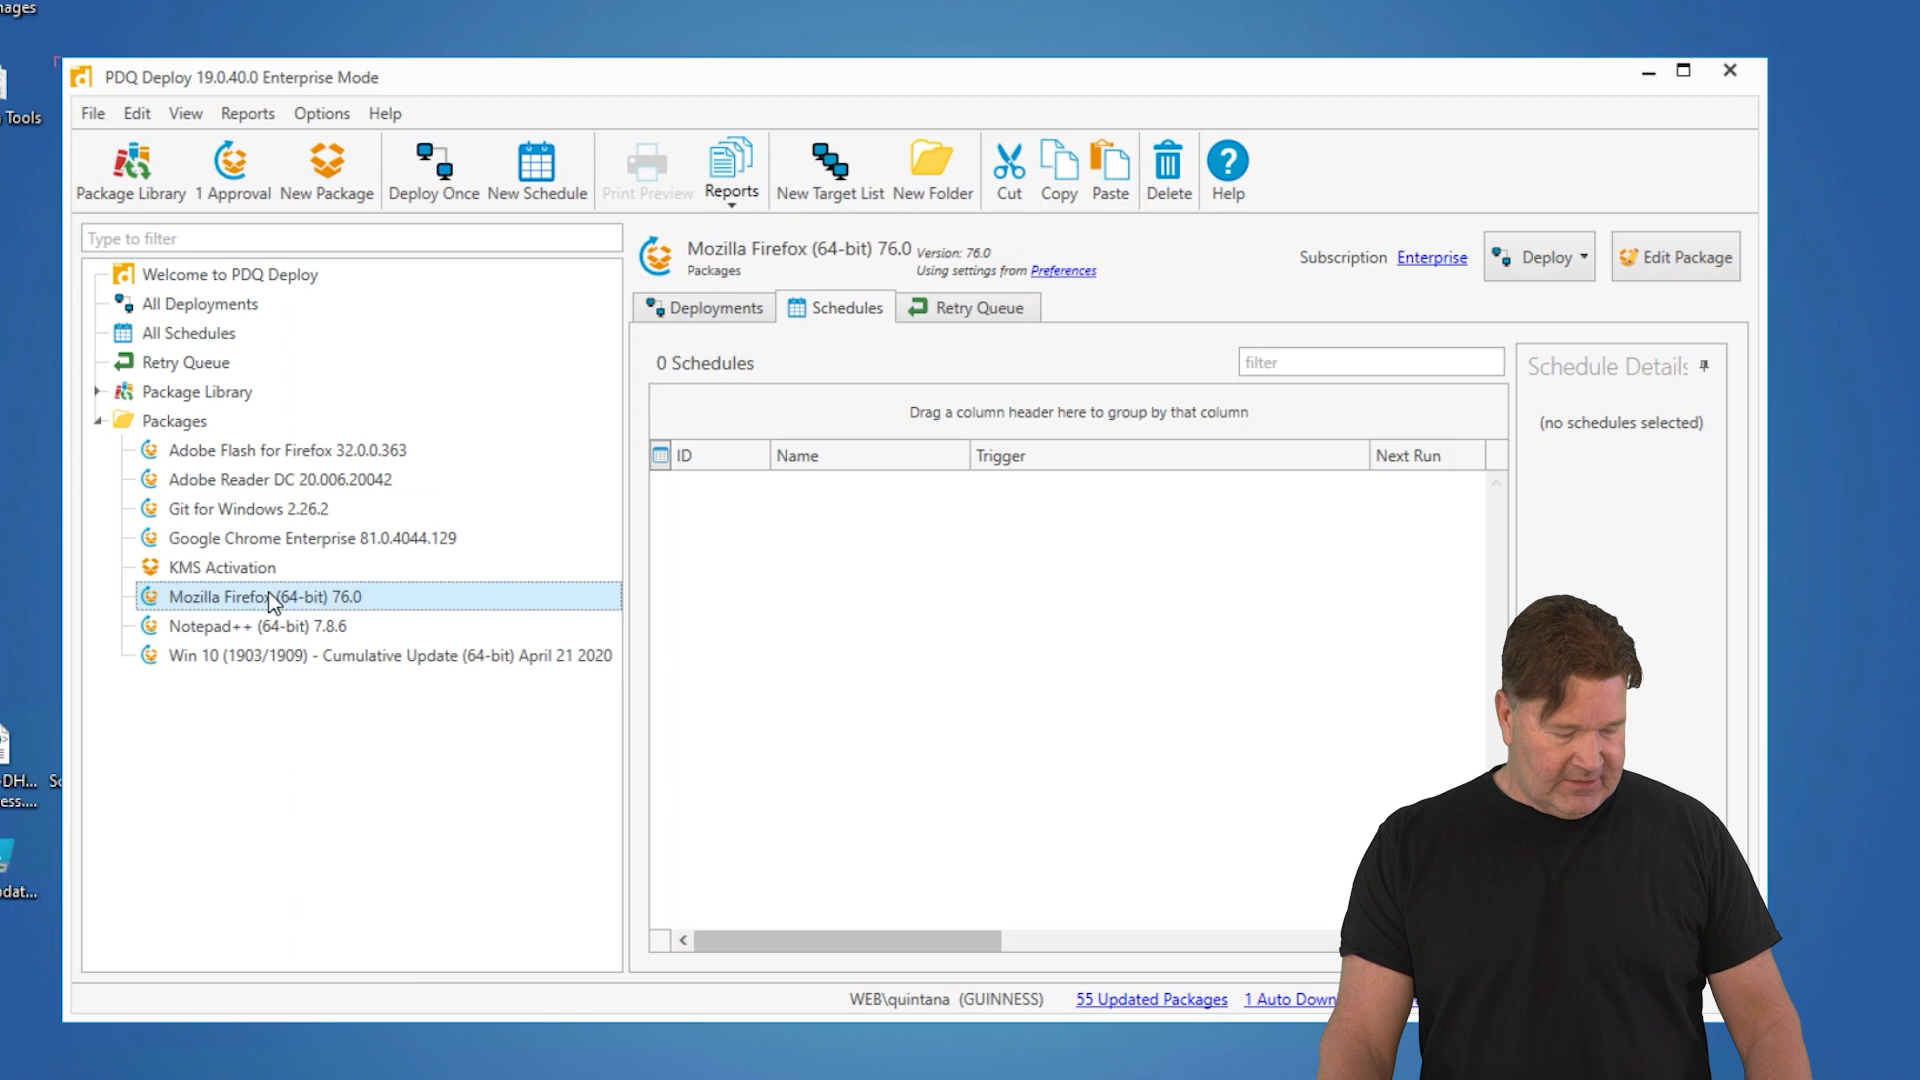 ages
Tools
PDQ Deploy 19.0.40.0 Enterprise Mode
File Edit View Reports Options Help
Package Library 1 Approval New Package Deploy Once New Schedule Print Preview Reports New Target List New Folder Cut Copy Paste Delete Help
Type to filter
Welcome to PDQ Deploy
All Deployments
All Schedules
Retry Queue
Package Library
Packages
Adobe Flash for Firefox 32.0.0.363
Adobe Reader DC 20.006.20042
Git for Windows 2.26.2
Google Chrome Enterprise 81.0.4044.129
KMS Activation
Mozilla Firefox (64-bit) 76.0
Notepad++ (64-bit) 7.8.6
Win 10 (1903/1909) - Cumulative Update (64-bit) April 21 2020
Mozilla Firefox (64-bit) 76.0 Version: 76.0
Packages Using settings from Preferences
Subscription Enterprise Deploy Edit Package
Deployments Schedules Retry Queue
0 Schedules filter
Drag a column header here to group by that column
ID Name Trigger Next Run
Schedule Details
(no schedules selected)
-DH...
ess....
dat...
WEB\quintana (GUINNESS) 55 Updated Packages 1 Auto Down